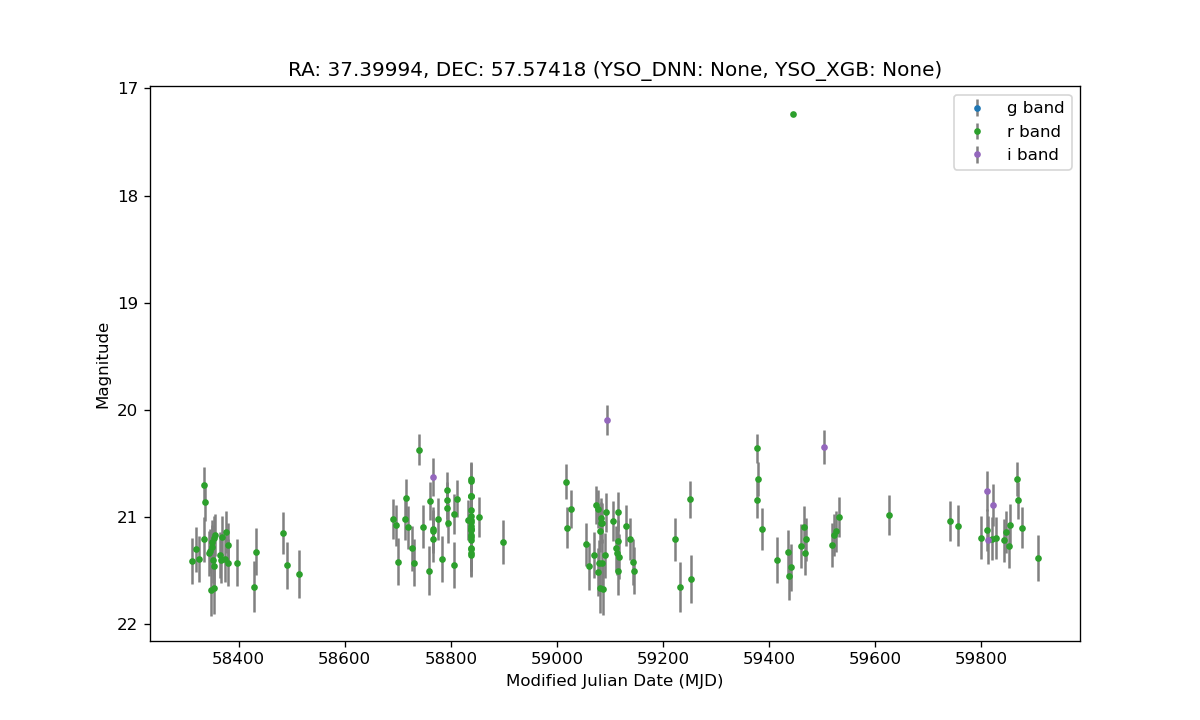 RA: 37.39994, DEC: 57.57418 (YSO_DNN: None, YSO_XGB: None)
17
18
19
20
21
22
Magnitude
g band
r band
i band
58400 58600 58800 59000 59200 59400 59600 59800
Modified Julian Date (MJD)